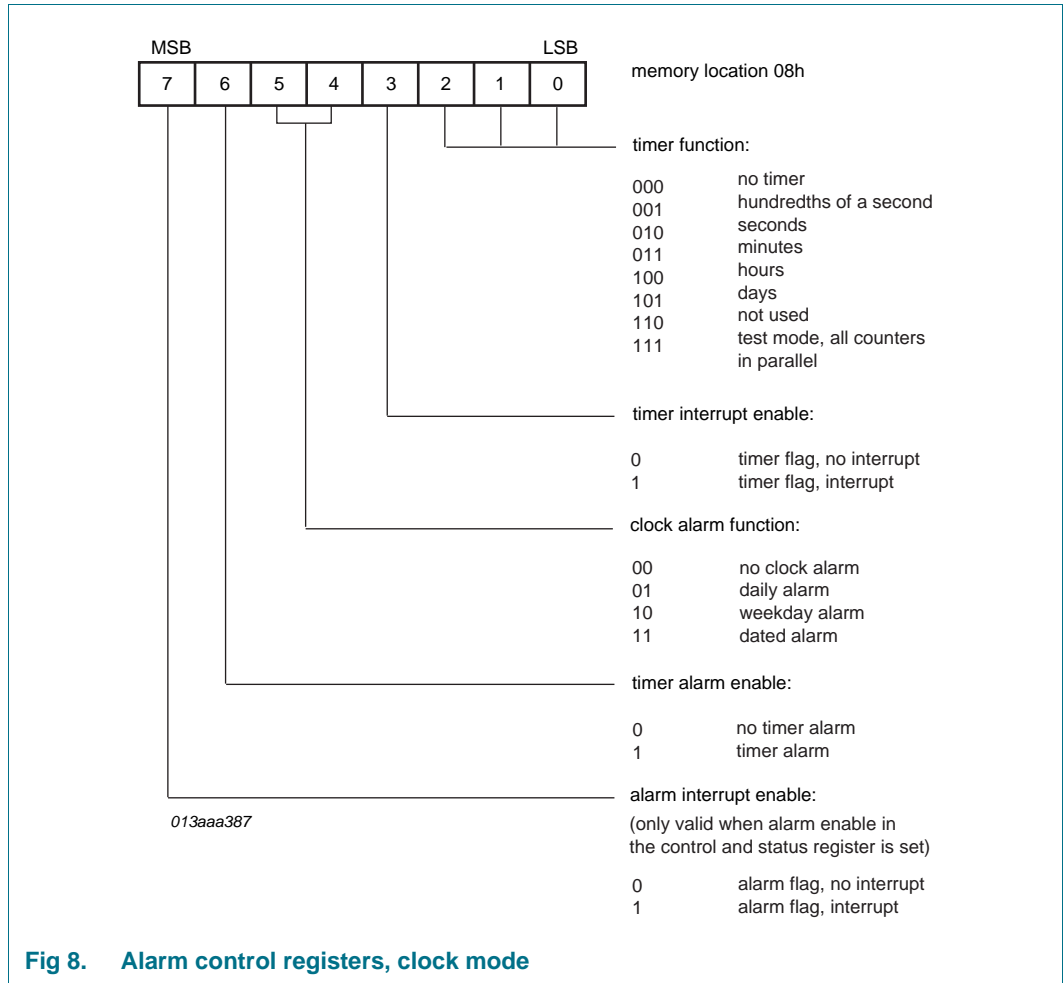 MSB LSB
7 6 5 4 3 2 1 0
memory location 08h
timer function:
000 no timer
001 hundredths of a second
010 seconds
011 minutes
100 hours
101 days
110 not used
111 test mode, all counters
in parallel
timer interrupt enable:
0 timer flag, no interrupt
1 timer flag, interrupt
clock alarm function:
00 no clock alarm
01 daily alarm
10 weekday alarm
11 dated alarm
timer alarm enable:
0 no timer alarm
1 timer alarm
alarm interrupt enable:
(only valid when alarm enable in
the control and status register is set)
0 alarm flag, no interrupt
1 alarm flag, interrupt
013aaa387
Fig 8. Alarm control registers, clock mode